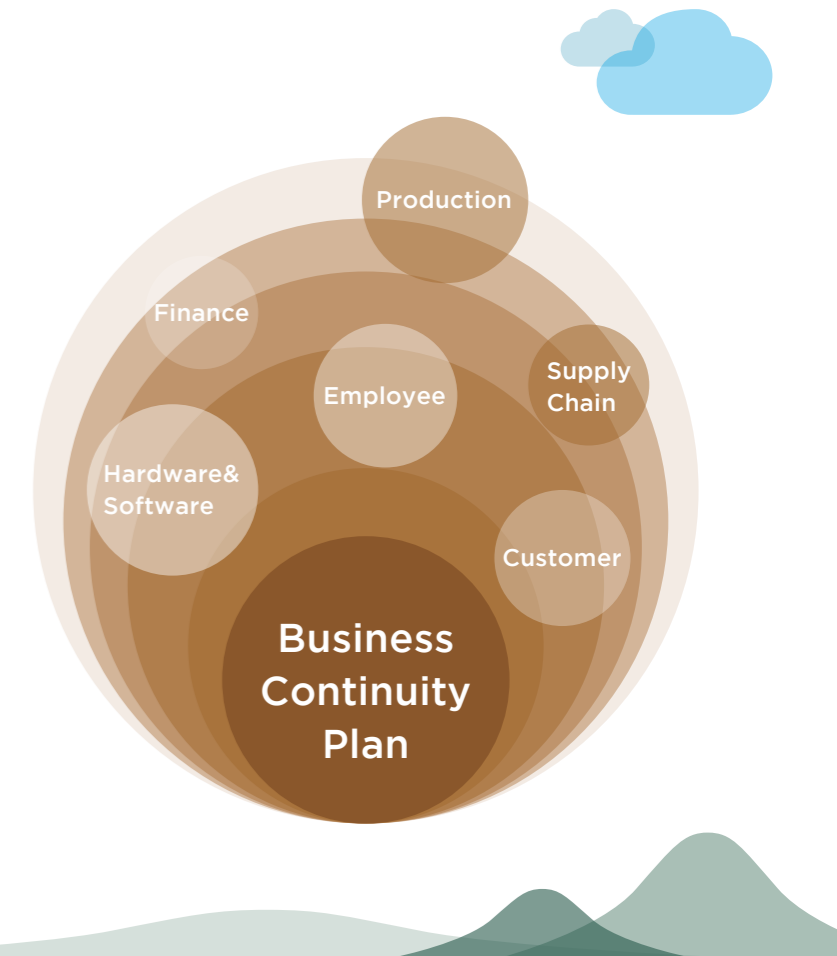 Production
Finance
Employee
Supply
Chain
Hardware&
Software
Customer
Business
Continuity
Plan